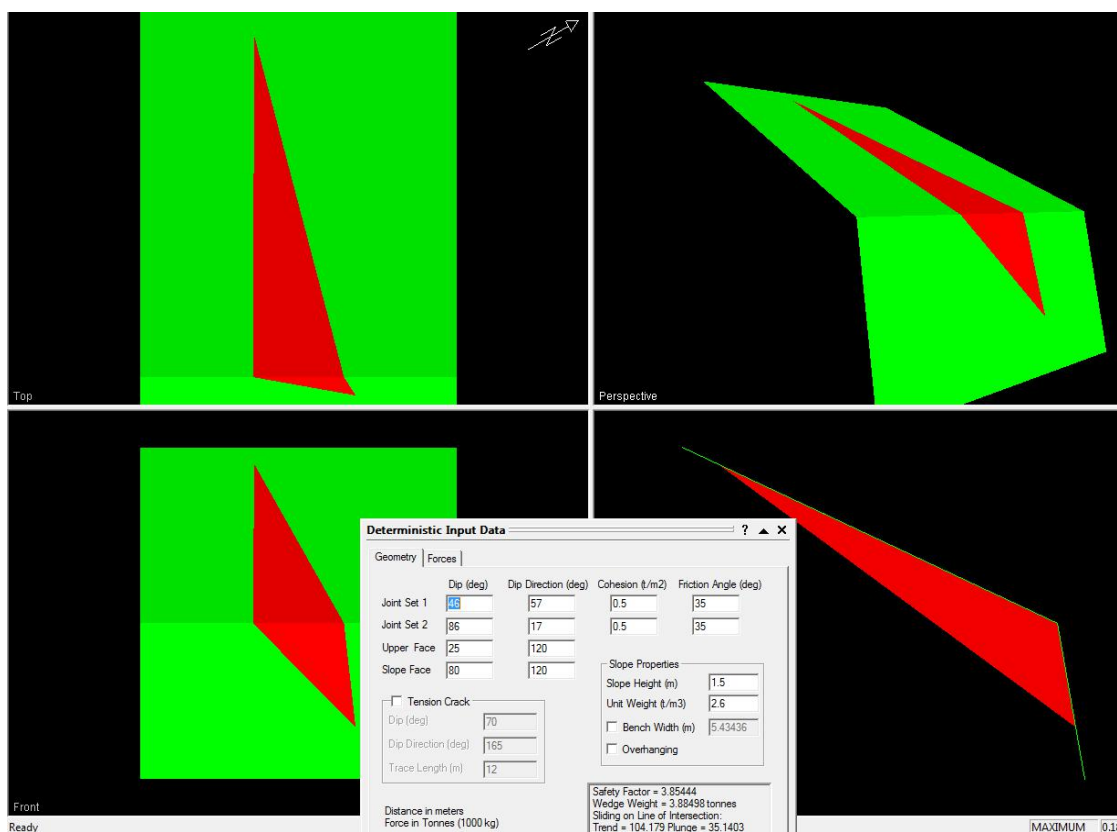 Top
Perspective
Front
Deterministic Input Data ? X
Geometry Forces
Dip (deg) Dip Direction (deg) Cohesion (t/m2) Friction Angle (deg)
Joint Set 1 46 57 0.5 35
Joint Set 2 86 17 0.5 35
Upper Face 25 120
Slope Face 80 120
Slope Properties
Slope Height (m) 1.5
Unit Weight (t/m3) 2.6
Bench Width (m) 5.43436
Overhanging
Tension Crack
Dip (deg) 70
Dip Direction (deg) 165
Trace Length (m) 12
Distance in meters
Force in Tonnes (1000 kg)
Safety Factor = 3.85444
Wedge Weight = 3.88498 tonnes
Sliding on Line of Intersection:
Trend = 104.179 Plunge = 35.1403
Ready MAXIMUM